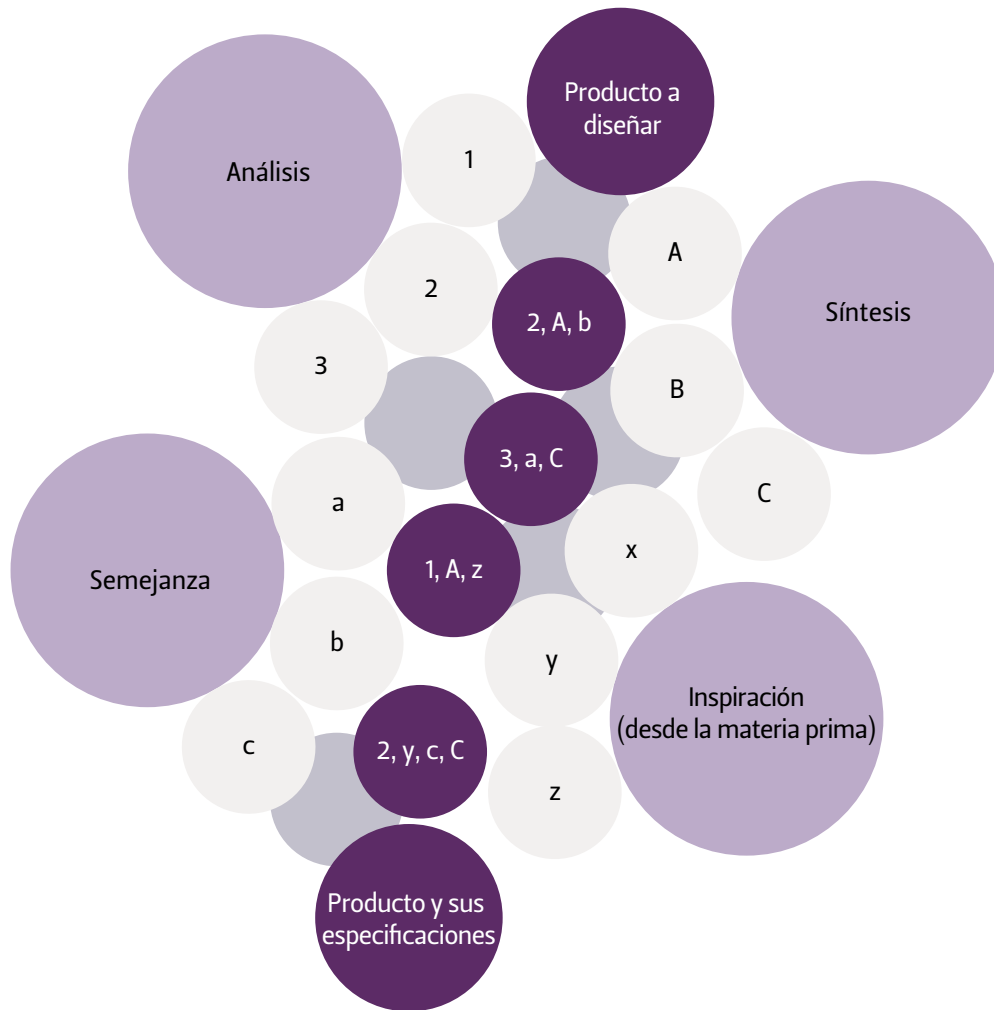 Producto a
diseñar
1
Análisis
A
2
Síntesis
2, A, b
3
B
3, a, C
C
a
x
1, A, z
Semejanza
b
y
Inspiración
(desde la materia prima)
c
2, y, c, C
z
Producto y sus
especificaciones